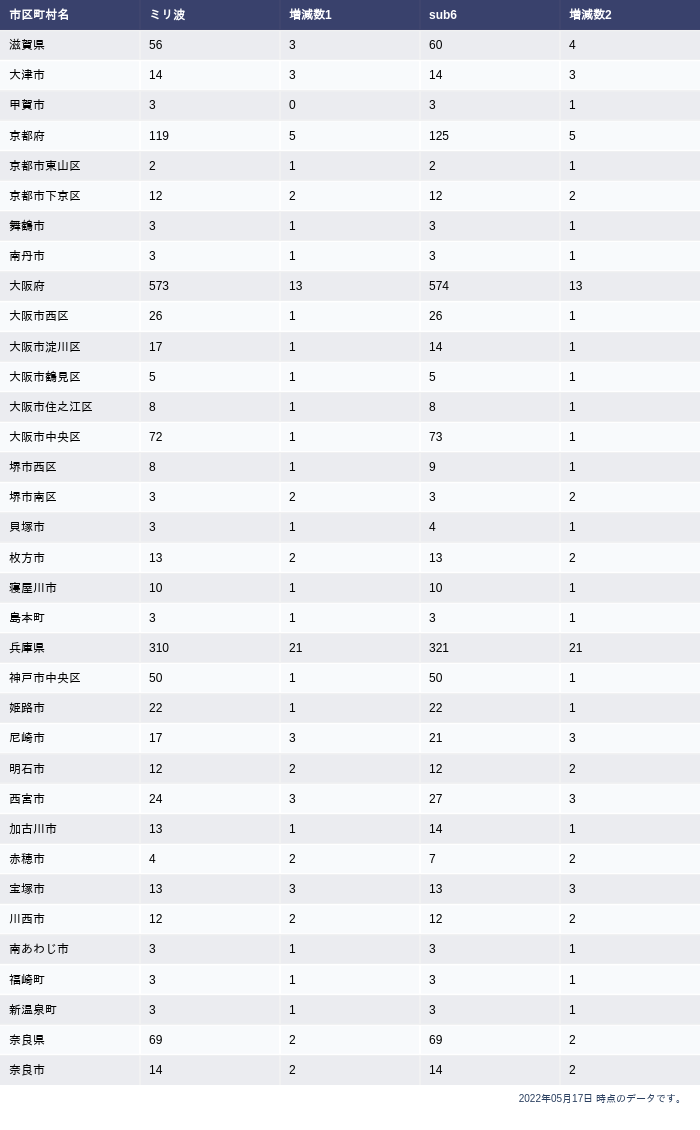 市区町村名 ミリ波 増減数1 sub6 増減数2
滋賀県 56 3 60 4
大津市 14 3 14 3
甲賀市 3 0 3 1
京都府 119 5 125 5
京都市東山区 2 1 2 1
京都市下京区 12 2 12 2
舞鶴市 3 1 3 1
南丹市 3 1 3 1
大阪府 573 13 574 13
大阪市西区 26 1 26 1
大阪市淀川区 17 1 14 1
大阪市鶴見区 5 1 5 1
大阪市住之江区 8 1 8 1
大阪市中央区 72 1 73 1
堺市西区 8 1 9 1
堺市南区 3 2 3 2
貝塚市 3 1 4 1
枚方市 13 2 13 2
寝屋川市 10 1 10 1
島本町 3 1 3 1
兵庫県 310 21 321 21
神戸市中央区 50 1 50 1
姫路市 22 1 22 1
尼崎市 17 3 21 3
明石市 12 2 12 2
西宮市 24 3 27 3
加古川市 13 1 14 1
赤穂市 4 2 7 2
宝塚市 13 3 13 3
川西市 12 2 12 2
南あわじ市 3 1 3 1
福崎町 3 1 3 1
新温泉町 3 1 3 1
奈良県 69 2 69 2
奈良市 14 2 14 2
2022年05月17日 時点のデータです。